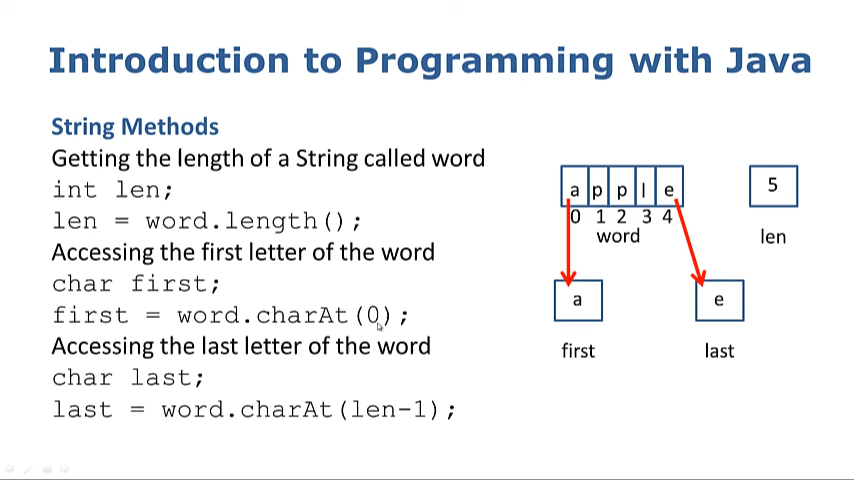 Introduction to Programming with Java
String Methods
Getting the length of a String called word
int len;
len = word.length();
Accessing the first letter of the word
char first;
first = word.charAt(0);
Accessing the last letter of the word
char last;
last = word.charAt(len-1);
a p p l e
0 1 2 3 4
word
5
len
a
first
e
last